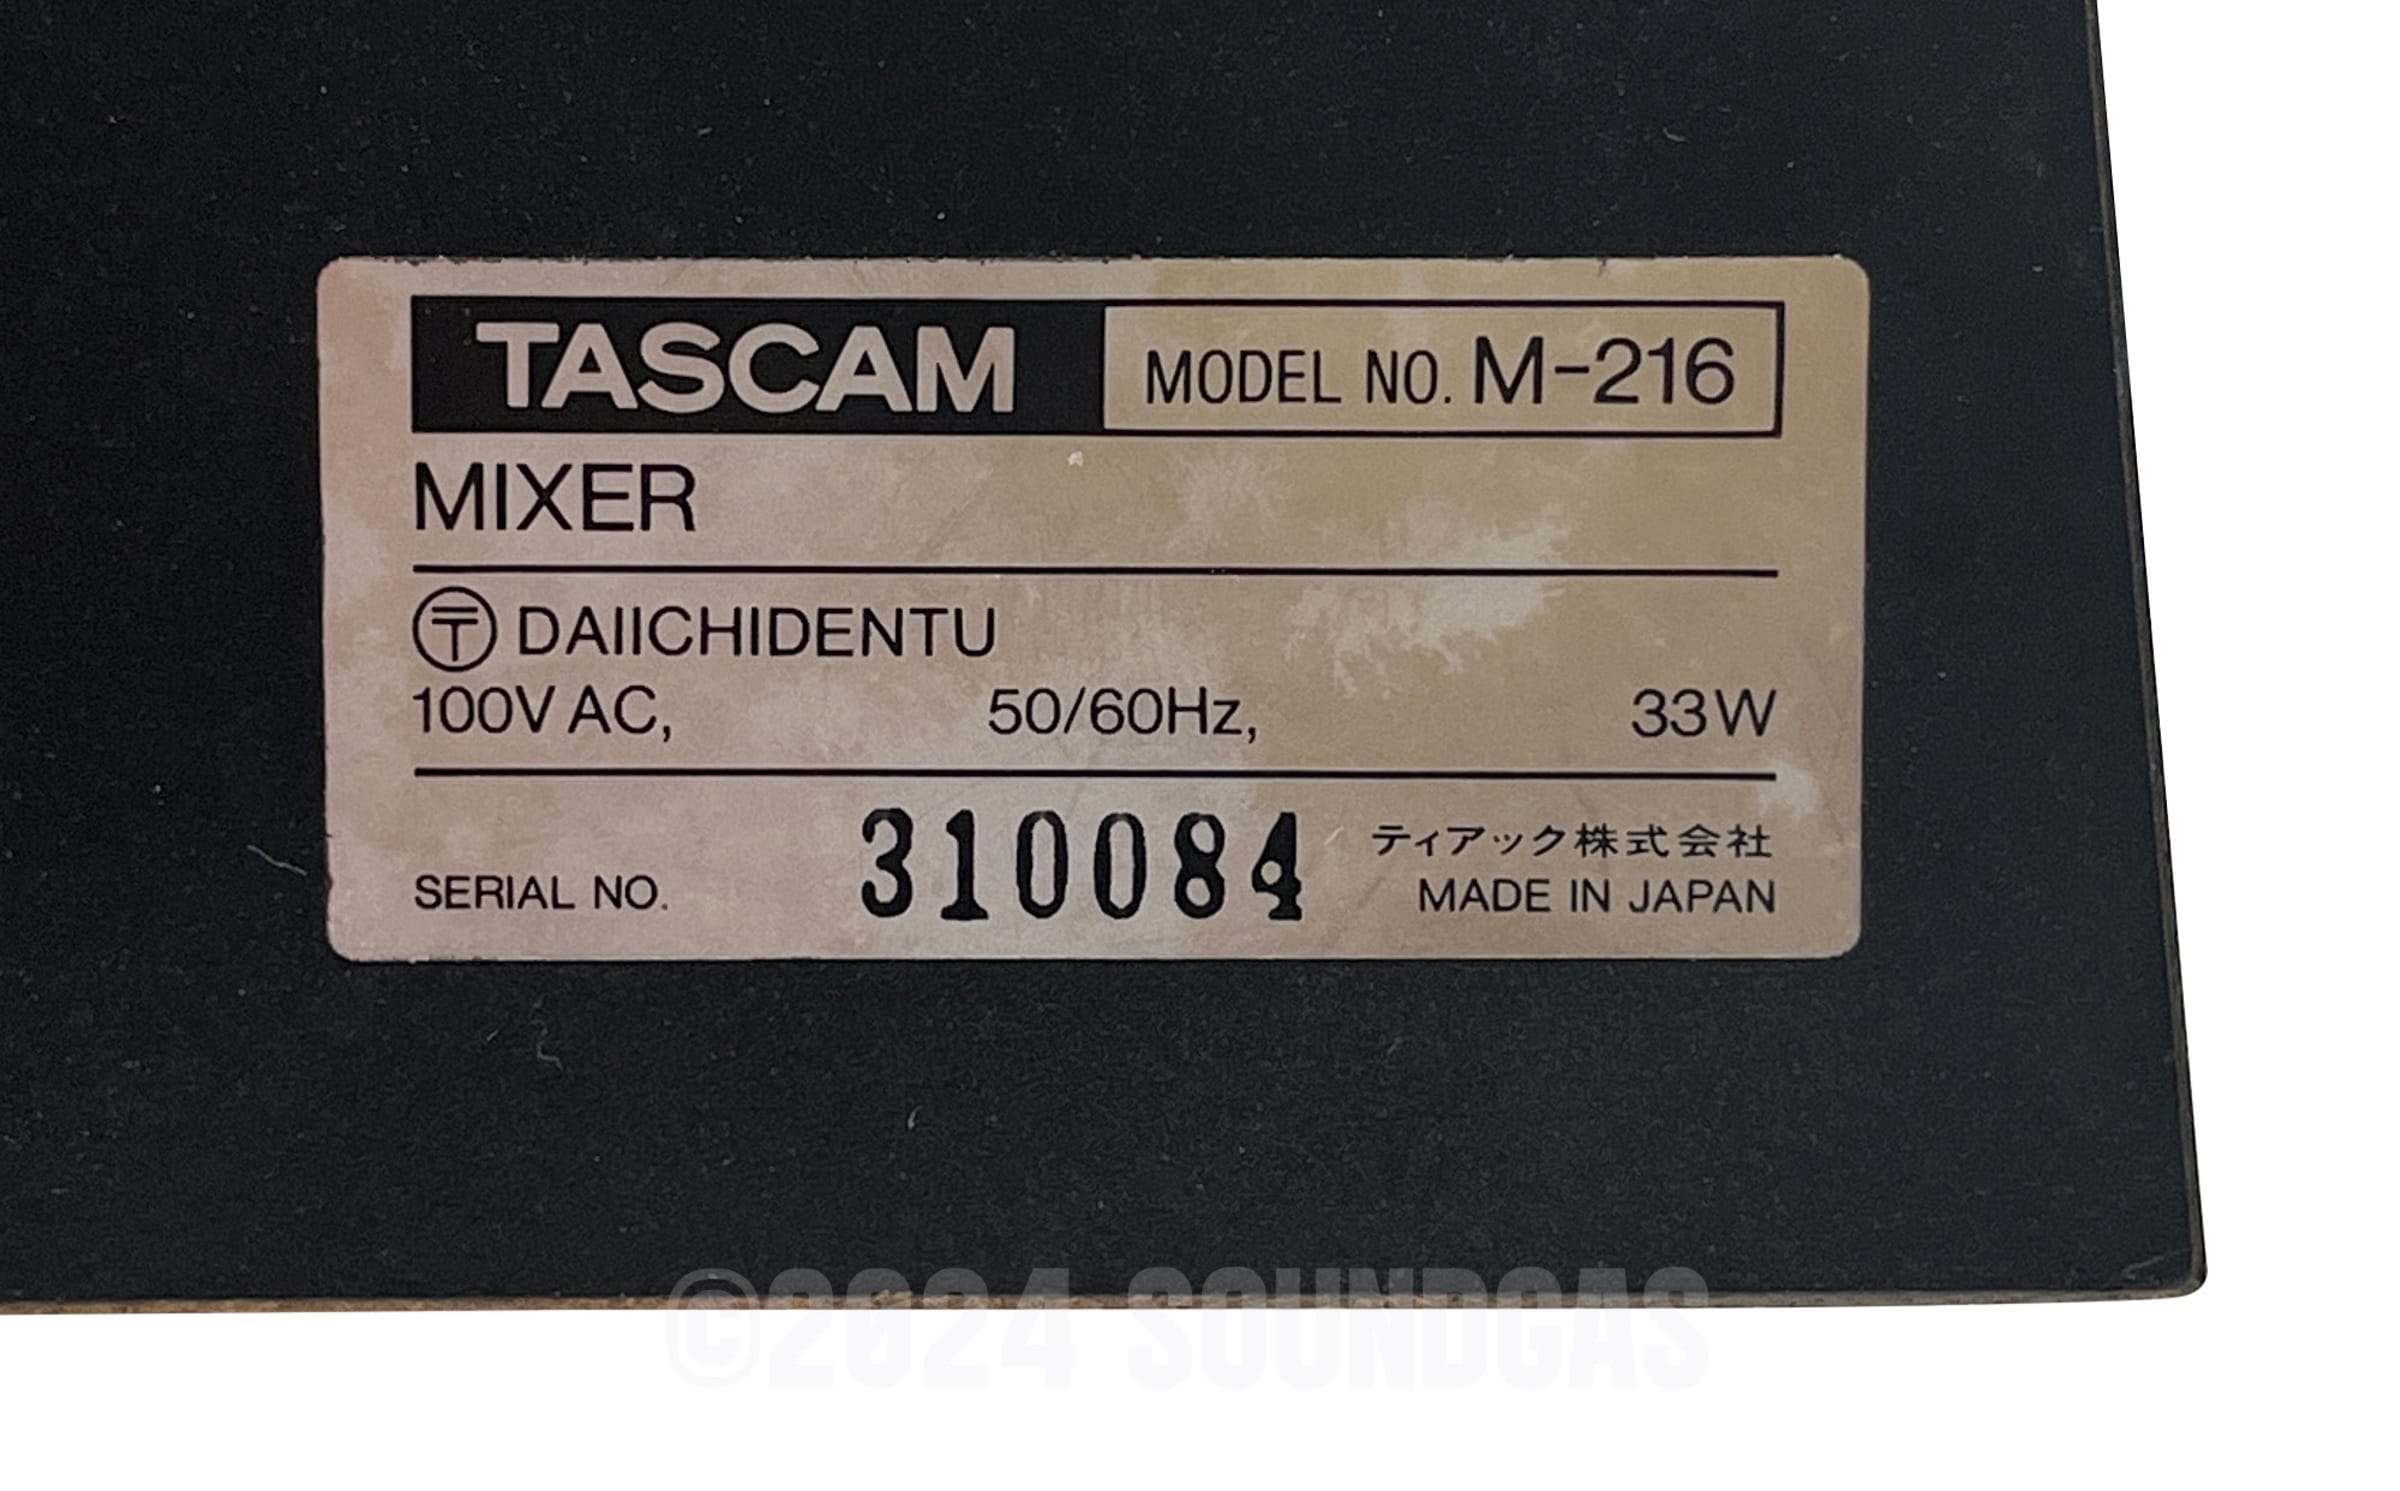 TASCAM MODEL NO. M-216
MIXER
〶 DAIICHIDENTU
100V AC, 50/60Hz, 33W
ティアック株式会社
SERIAL NO. 310084 MADE IN JAPAN
©2024 SOUNDGAS